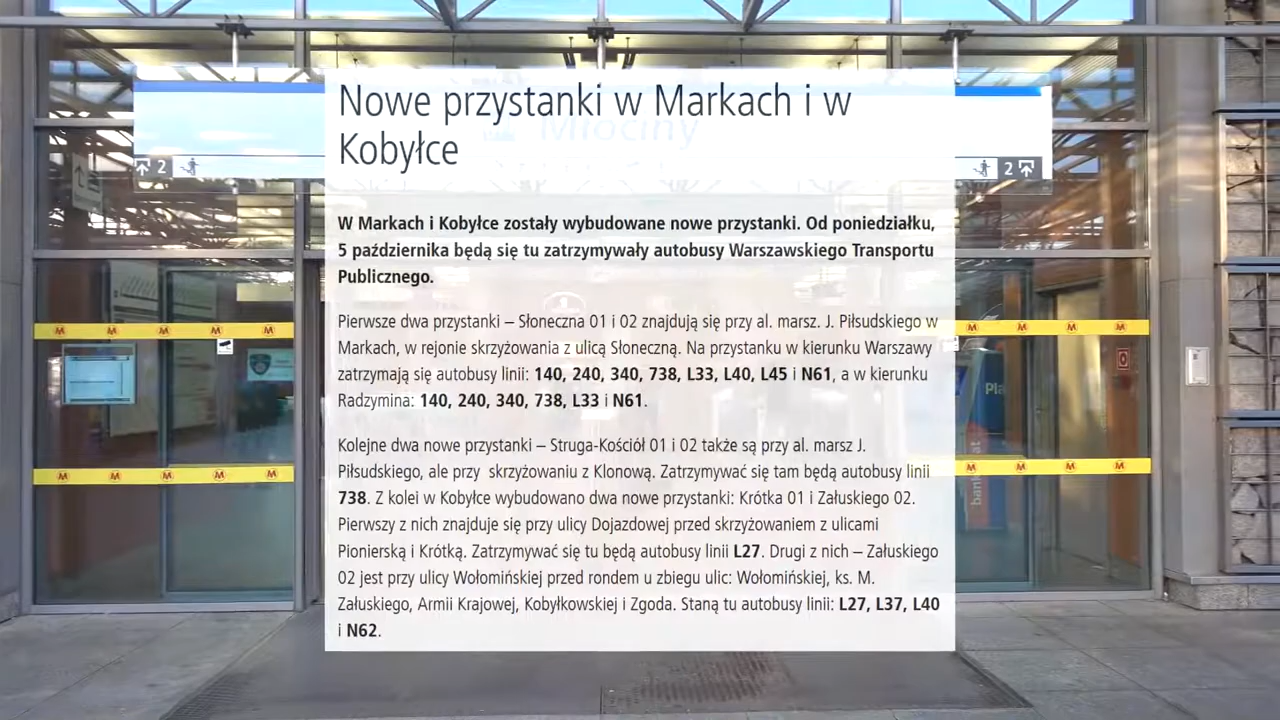 Nowe przystanki w Markach i w
Kobyłce
Młociny
2
2
W Markach i Kobyłce zostały wybudowane nowe przystanki. Od poniedziałku,
5 października będą się tu zatrzymywały autobusy Warszawskiego Transportu
Publicznego.
Pierwsze dwa przystanki – Słoneczna 01 i 02 znajdują się przy al. marsz. J. Piłsudskiego w
Markach, w rejonie skrzyżowania z ulicą Słoneczną. Na przystanku w kierunku Warszawy
zatrzymają się autobusy linii: 140, 240, 340, 738, L33, L40, L45 i N61, a w kierunku
Radzymina: 140, 240, 340, 738, L33 i N61.
Kolejne dwa nowe przystanki – Struga-Kościół 01 i 02 także są przy al. marsz J.
Piłsudskiego, ale przy  skrzyżowaniu z Klonową. Zatrzymywać się tam będą autobusy linii
738. Z kolei w Kobyłce wybudowano dwa nowe przystanki: Krótka 01 i Załuskiego 02.
Pierwszy z nich znajduje się przy ulicy Dojazdowej przed skrzyżowaniem z ulicami
Pionierską i Krótką. Zatrzymywać się tu będą autobusy linii L27. Drugi z nich – Załuskiego
02 jest przy ulicy Wołomińskiej przed rondem u zbiegu ulic: Wołomińskiej, ks. M.
Załuskiego, Armii Krajowej, Kobyłkowskiej i Zgoda. Staną tu autobusy linii: L27, L37, L40
i N62.
M M M M M
M M M M
M M M M M
M M M M